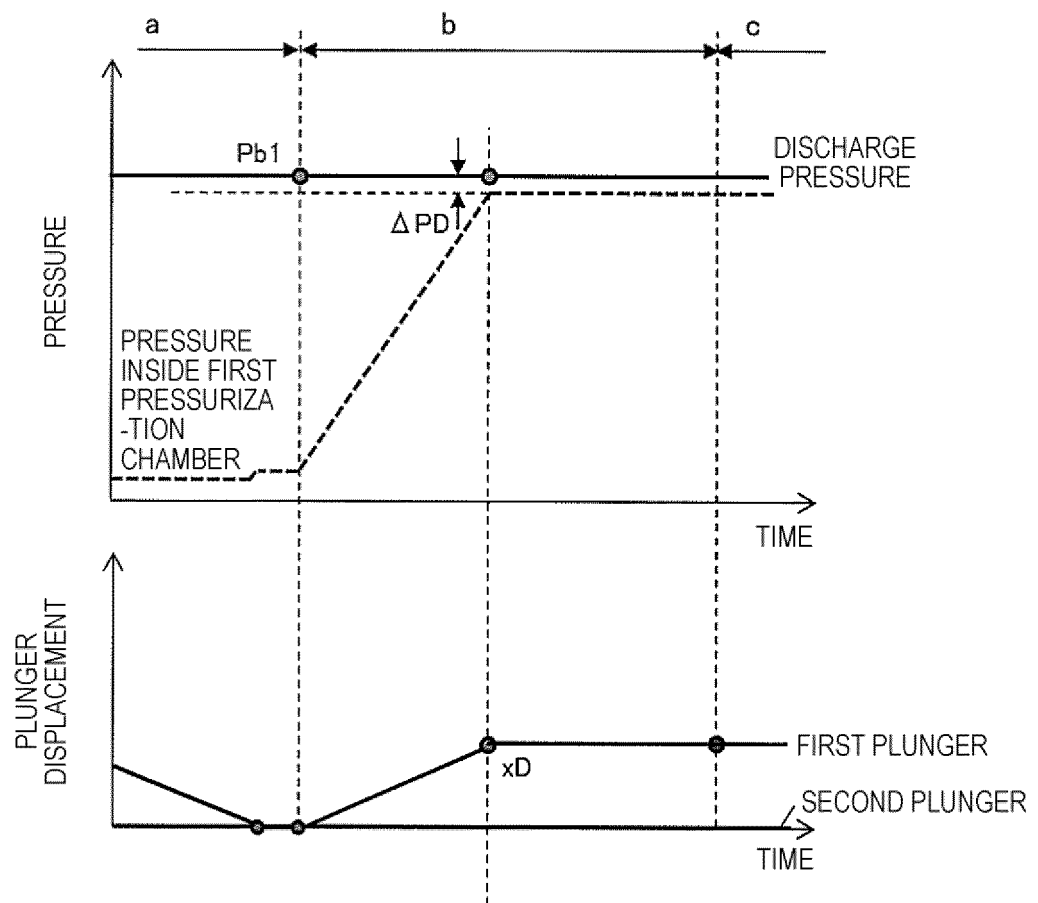 a
b
c
Pb1
DISCHARGE
PRESSURE
Δ PD
PRESSURE
PRESSURE
INSIDE FIRST
PRESSURIZA
-TION
CHAMBER
TIME
PLUNGER
DISPLACEMENT
xD
FIRST PLUNGER
SECOND PLUNGER
TIME